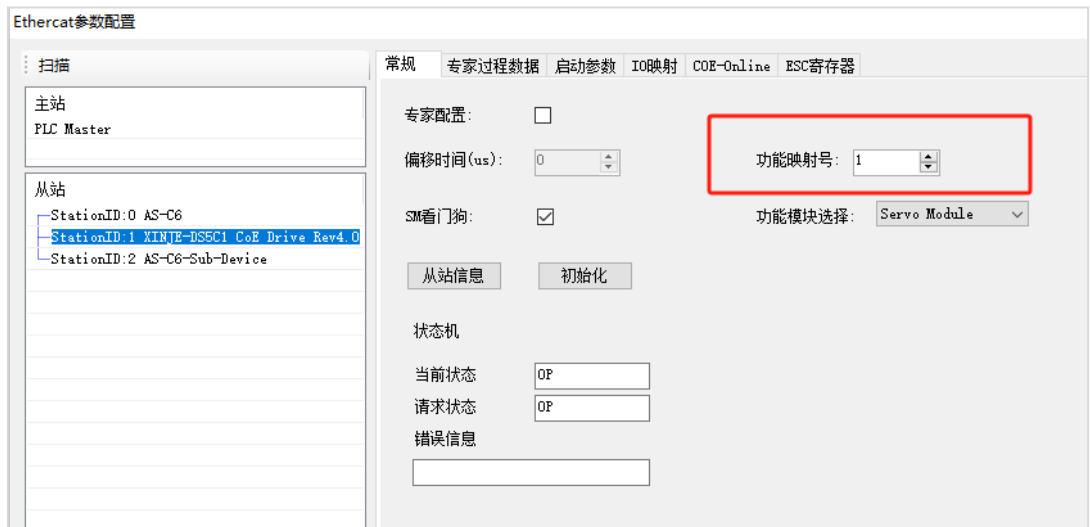 Ethercat参数配置
扫描
主站
PLC Master
从站
StationID:0 AS-C6
StationID:1 XINJE-DS5C1 CoE Drive Rev4.0
StationID:2 AS-C6-Sub-Device
常规 专家过程数据 启动参数 IO映射 COE-Online ESC寄存器
专家配置:
偏移时间(us): 0 功能映射号: 1
SM看门狗: 功能模块选择: Servo Module
从站信息 初始化
状态机
当前状态 OP
请求状态 OP
错误信息